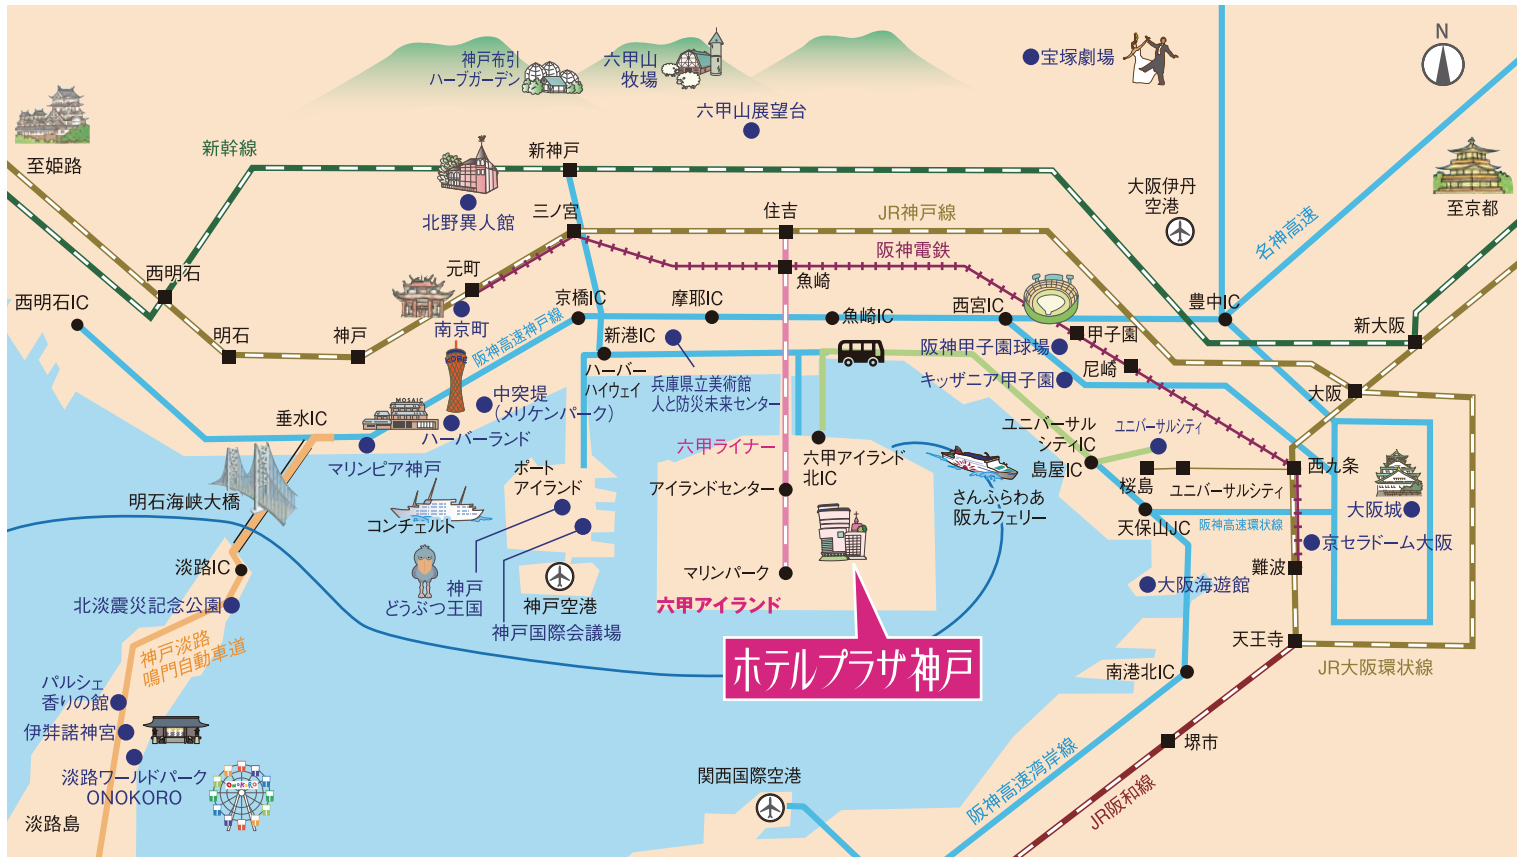 神戸布引
ハーブガーデン
六甲山
牧場
宝塚劇場
N
六甲山展望台
至姫路
新幹線
新神戸
北野異人館
三ノ宮
住吉
JR神戸線
大阪伊丹
空港
至京都
名神高速
阪神電鉄
西明石
元町
魚崎
西明石IC
京橋IC
摩耶IC
魚崎IC
西宮IC
豊中IC
南京町
明石
神戸
阪神高速神戸線
新港IC
新大阪
甲子園
阪神甲子園球場
尼崎
キッザニア甲子園
ハーバー
ハイウェイ
兵庫県立美術館
人と防災未来センター
大阪
KOBE
MOSAIC
中突堤
（メリケンパーク）
垂水IC
ハーバーランド
マリンピア神戸
六甲ライナー
六甲アイランド
北IC
ユニバーサル
シティIC
ユニバーサルシティ
島屋IC
西九条
桜島
ユニバーサルシティ
ポート
アイランド
アイランドセンター
さんふらわあ
阪九フェリー
明石海峡大橋
コンチェルト
天保山JC
阪神高速環状線
大阪城
京セラドーム大阪
淡路IC
マリンパーク
難波
大阪海遊館
北淡震災記念公園
神戸
どうぶつ王国
神戸空港
神戸国際会議場
六甲アイランド
神戸淡路
鳴門自動車道
ホテルプラザ神戸
天王寺
JR大阪環状線
南港北IC
パルシェ
香りの館
伊弉諾神宮
堺市
淡路ワールドパーク
ONOKORO
ONOKORO
関西国際空港
阪神高速湾岸線
JR阪和線
淡路島